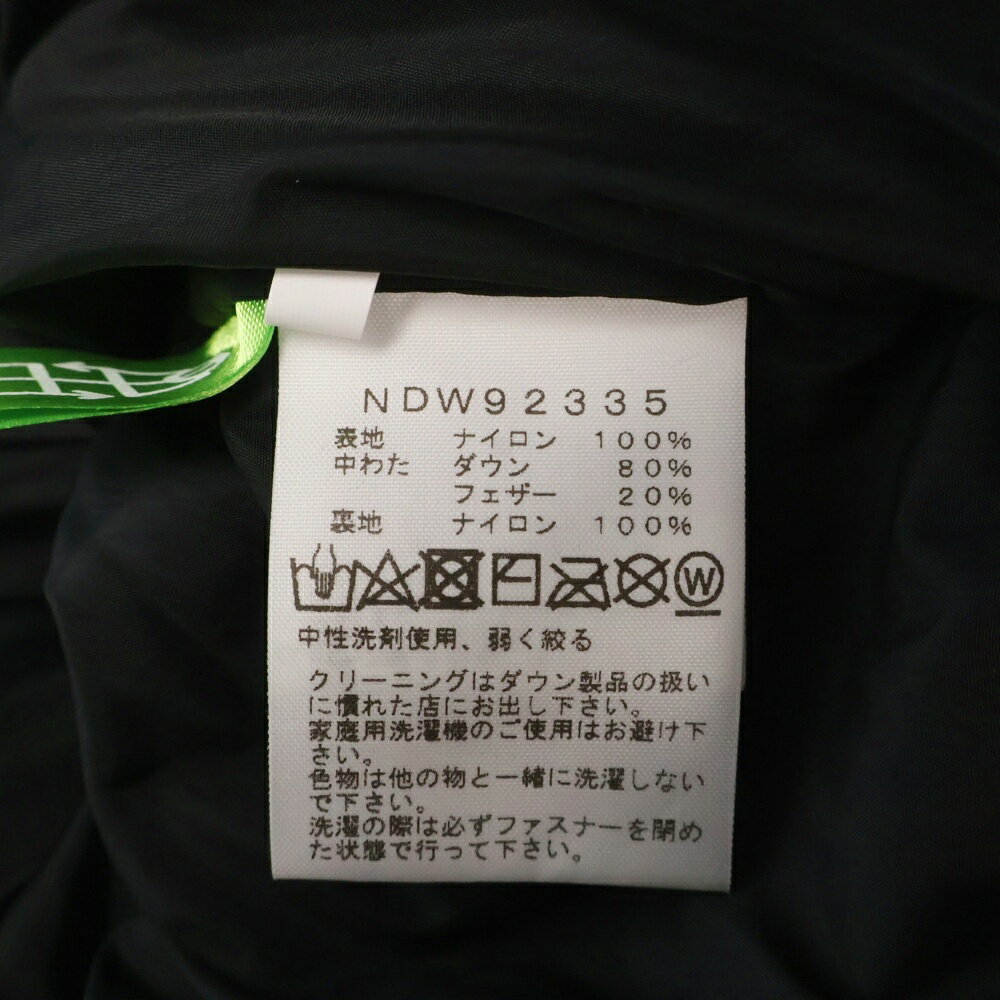 NDW92335
表地 ナイロン 100%
中わた ダウン 80%
フェザー 20%
裏地 ナイロン 100%
W
中性洗剤使用、弱く絞る
クリーニングはダウン製品の扱い
に慣れた店にお出し下さい。
家庭用洗濯機のご使用はお避け下
さい。
色物は他の物と一緒に洗濯しない
で下さい。
洗濯の際は必ずファスナーを閉め
た状態で行って下さい。